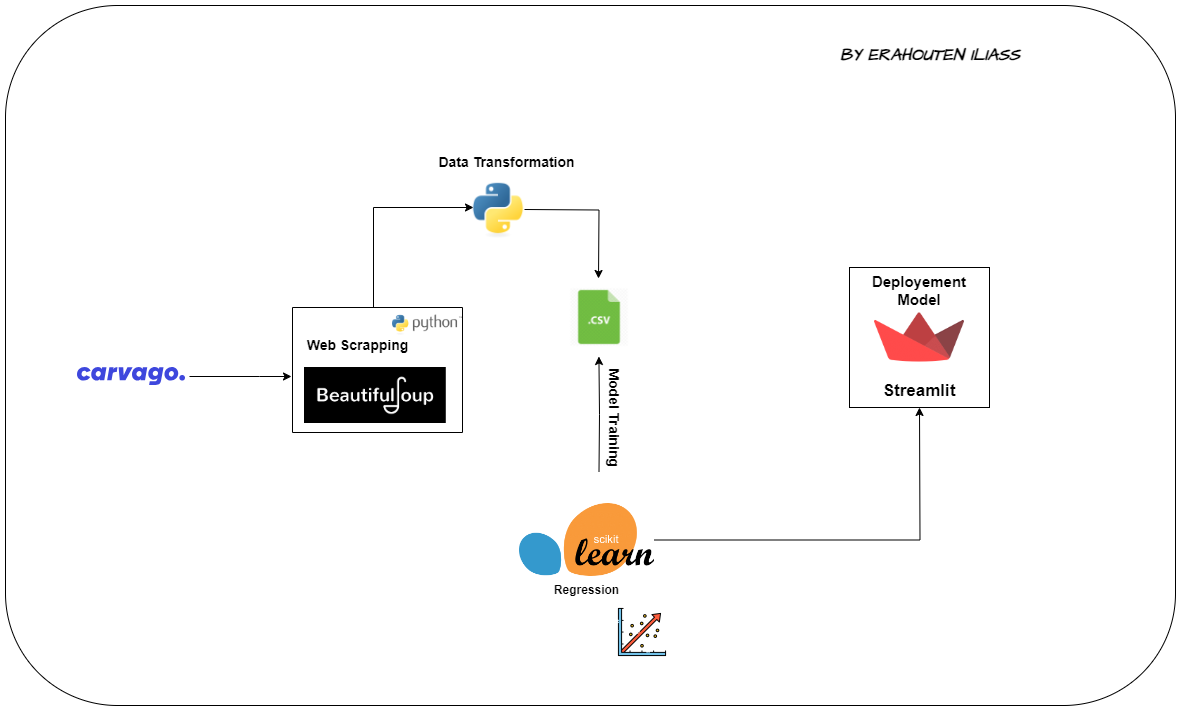 BY ERAHOUTEN ILIASS
Data Transformation
python
Web Scrapping
BeautifulSoup
carvago.
.CSV
Model Training
Deployement
Model
Streamlit
scikit
learn
Regression